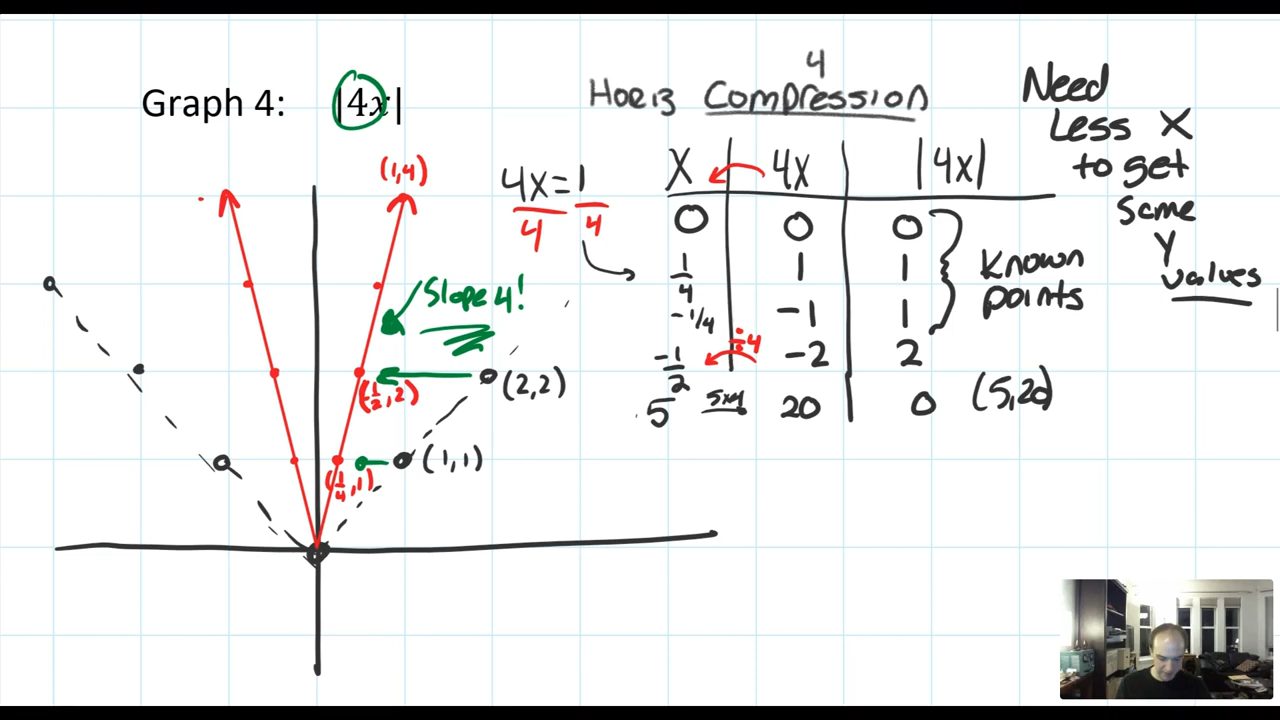 Graph 4: |4x|
Horiz Compression
4
Need
Less X
to get
same
y
values
X 4x |4x|
0 0 0
1/4 1 1
-1/4 -1 1
-1/2 -2 2
÷4
5 5x4 20 0 (5,20)
known
points
4x=1
4 4
(1,4)
Slope 4!
(2,2)
(-1/2,2)
(1,1)
(1/4,1)